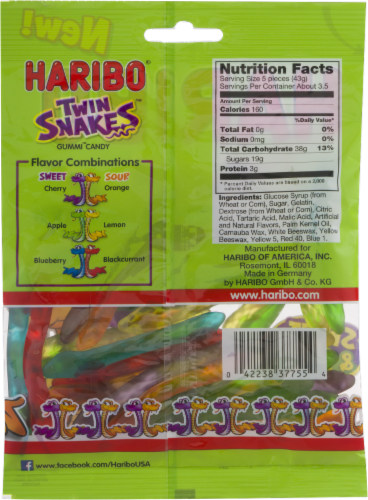 New!
HARIBO
TWIN
SNAKES™
GUMMI CANDY
Flavor Combinations
SWEET SOUR
Cherry Orange
Apple Lemon
Blueberry Blackcurrant
Nutrition Facts
Serving Size 5 pieces (43g)
Servings Per Container About 3.5
Amount Per Serving
Calories 160
%Daily Value*
Total Fat 0g 0%
Sodium 9mg 0%
Total Carbohydrate 38g 13%
Sugars 19g
Protein 2g
* Percent Daily Values are based on a 2,000
calorie diet.
Ingredients: Glucose Syrup (from
Wheat or Corn), Sugar, Gelatin,
Dextrose (from Wheat or Corn), Citric
Acid, Tartaric Acid, Malic Acid, Artificial
and Natural Flavors, Palm Kernel Oil,
Carnauba Wax, White Beeswax, Yellow
Beeswax, Yellow 5, Red 40, Blue 1.
Manufactured for
HARIBO OF AMERICA, INC.
Rosemont, IL 60018
Made in Germany
by HARIBO GmbH & Co. KG
www.haribo.com
0 42238 37755 4
www.facebook.com/HariboUSA